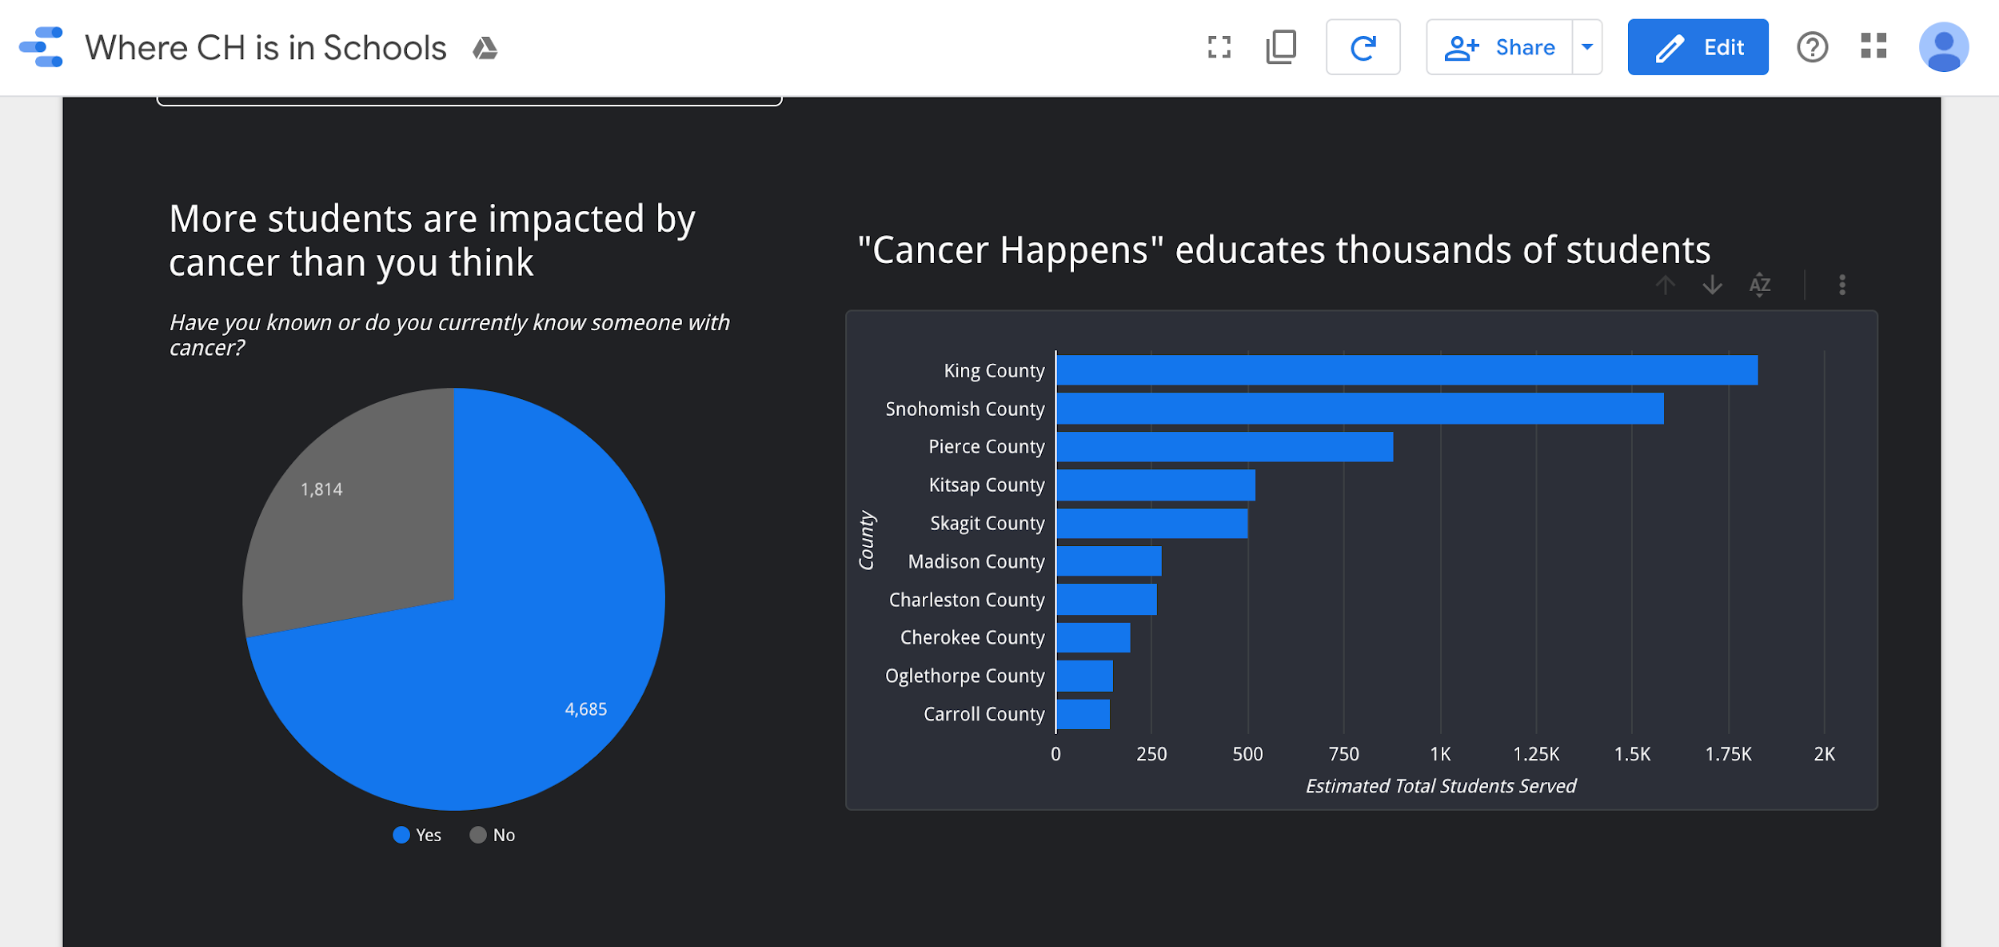 Where CH is in Schools
Share
Edit
More students are impacted by
cancer than you think
Have you known or do you currently know someone with
cancer?
1,814
4,685
Yes
No
"Cancer Happens" educates thousands of students
AZ
County
King County
Snohomish County
Pierce County
Kitsap County
Skagit County
Madison County
Charleston County
Cherokee County
Oglethorpe County
Carroll County
0 250 500 750 1K 1.25K 1.5K 1.75K 2K
Estimated Total Students Served